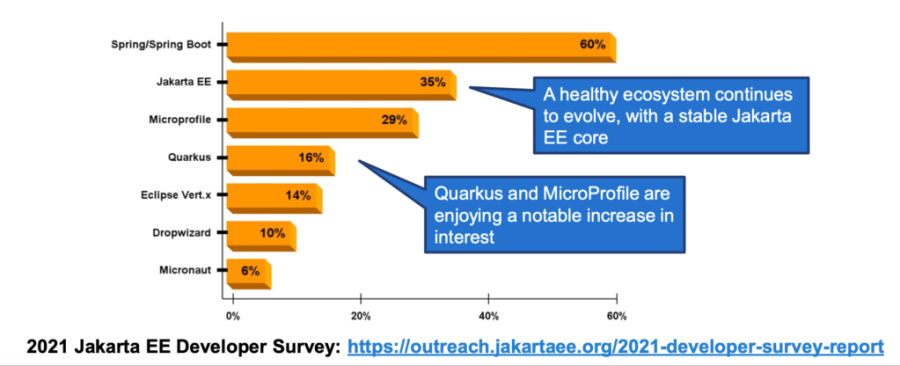 Spring/Spring Boot 60%
Jakarta EE 35%
A healthy ecosystem continues
to evolve, with a stable Jakarta
EE core
Microprofile 29%
Quarkus 16%
Quarkus and MicroProfile are
enjoying a notable increase in
interest
Eclipse Vert.x 14%
Dropwizard 10%
Micronaut 6%
0% 20% 40% 60%
2021 Jakarta EE Developer Survey: https://outreach.jakartaee.org/2021-developer-survey-report